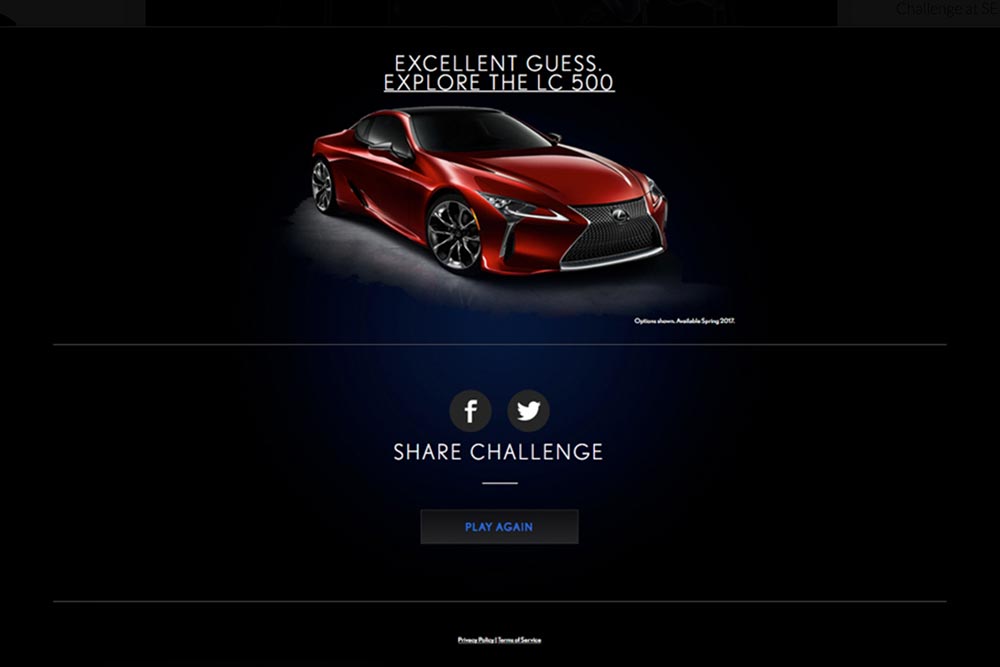 Challenge at SE
EXCELLENT GUESS.
EXPLORE THE LC 500
Options shown. Available Spring 2017.
f
SHARE CHALLENGE
PLAY AGAIN
Privacy Policy | Terms of Service